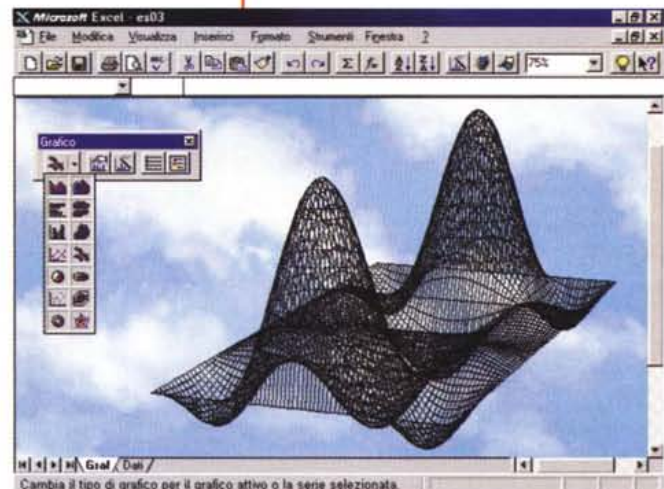 Microsoft Excel - es03
File Modifica Visualizza Inserisci Formato Strumenti Finestra ?
75%
Grafico
Graf Dati
Cambia il tipo di grafico per il grafico attivo o la serie selezionata.